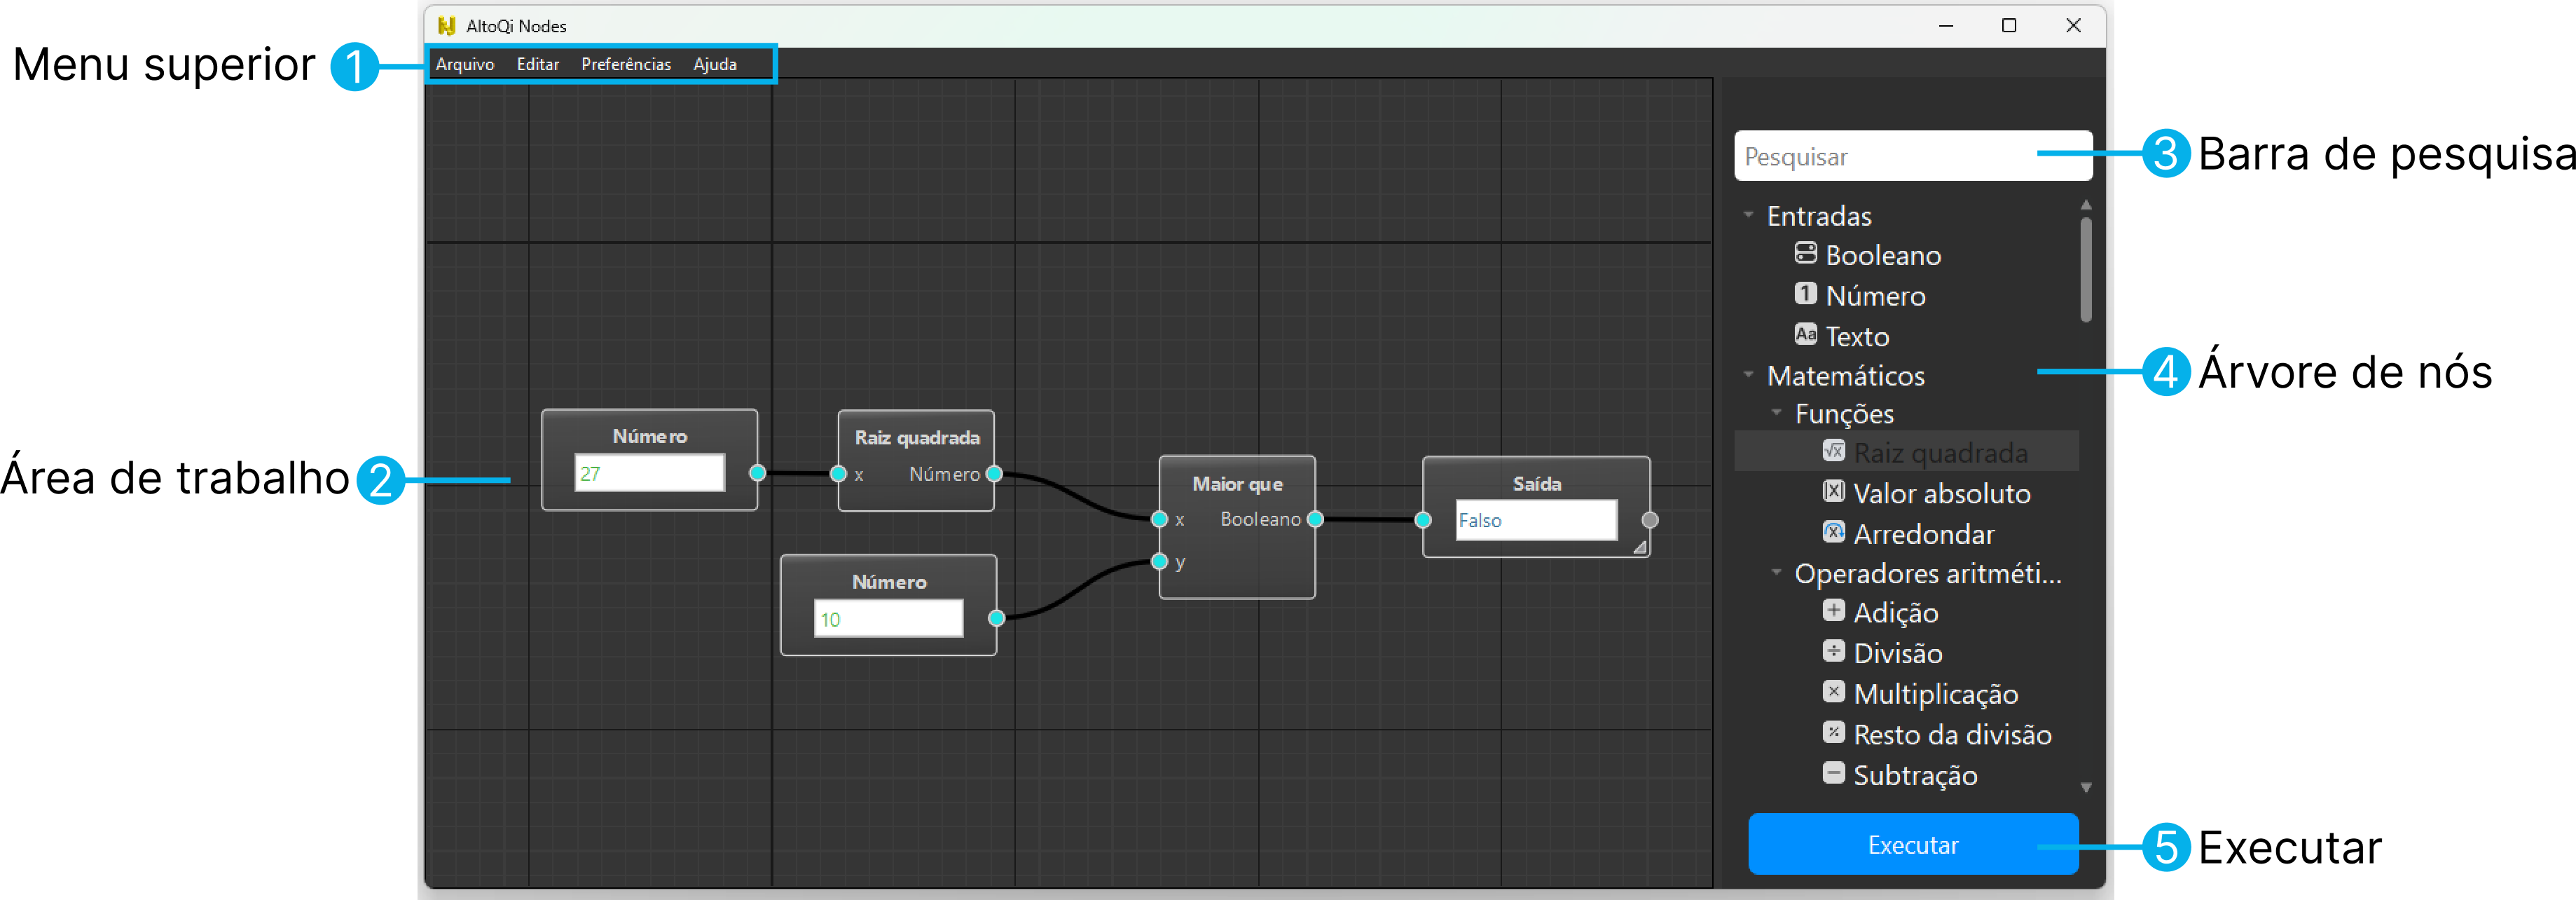 AltoQi Nodes
Menu superior 1
Arquivo Editar Preferências Ajuda
Pesquisar
3 Barra de pesquisa
Entradas
Booleano
1 Número
Aa Texto
Matemáticos
4 Árvore de nós
Funções
√x Raiz quadrada
|X| Valor absoluto
X Arredondar
Operadores aritméti...
+ Adição
÷ Divisão
× Multiplicação
% Resto da divisão
− Subtração
Executar
5 Executar
Área de trabalho 2
Número
27
Raiz quadrada
x Número
Número
10
Maior que
x Booleano
y
Saída
Falso